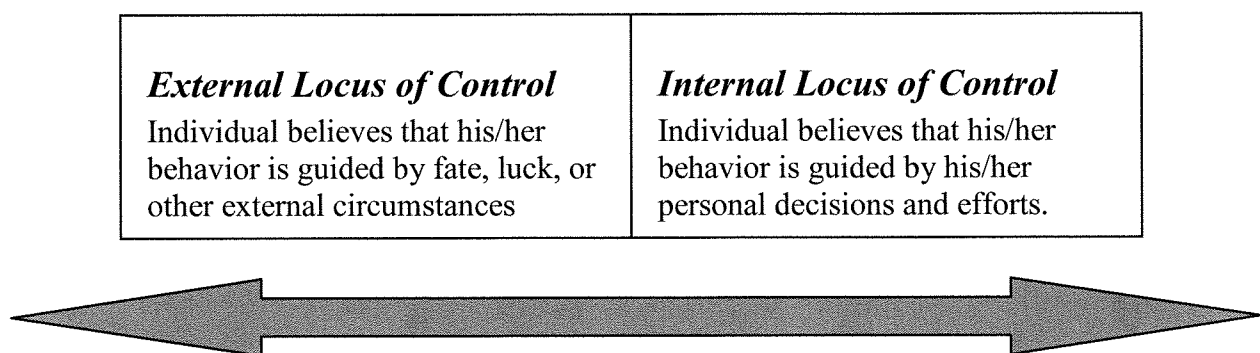 External Locus of Control
Individual believes that his/her
behavior is guided by fate, luck, or
other external circumstances
Internal Locus of Control
Individual believes that his/her
behavior is guided by his/her
personal decisions and efforts.